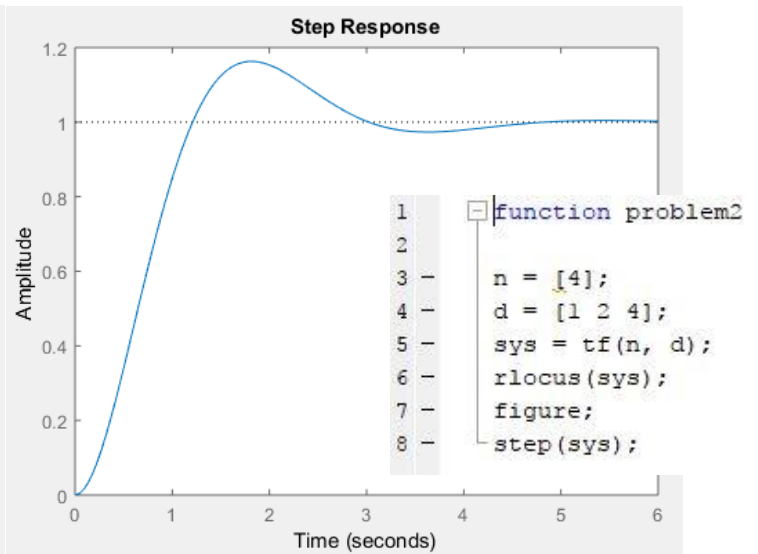 Step Response
1.2
1
0.8
0.6
0.4
0.2
0
Amplitude
0 1 2 3 4 5 6
Time (seconds)
1 function problem2
2
3 – n = [4];
4 – d = [1 2 4];
5 – sys = tf(n, d);
6 – rlocus(sys);
7 – figure;
8 – step(sys);